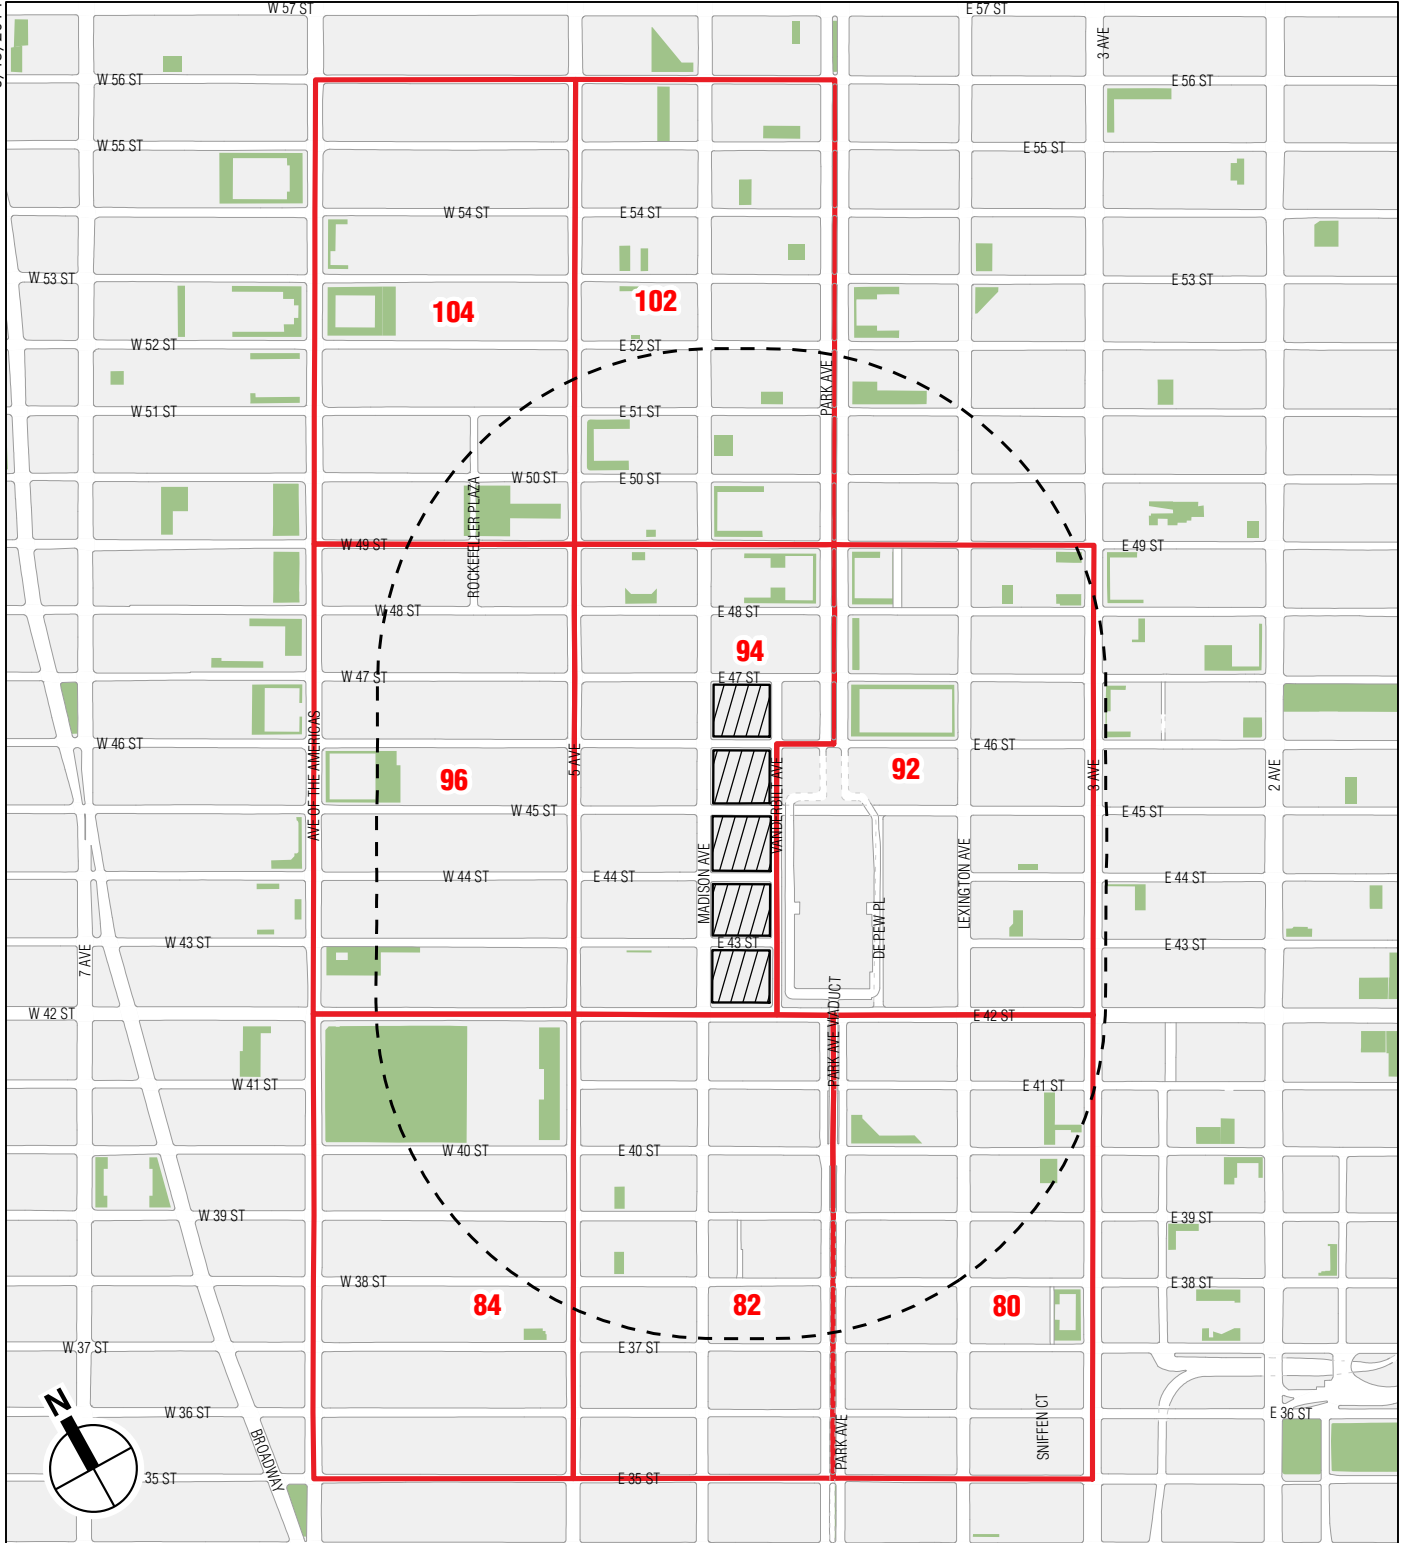 W 57 ST
E 57 ST
3 AVE
W 56 ST
E 56 ST
W 55 ST
E 55 ST
W 54 ST
E 54 ST
W 53 ST
E 53 ST
104
102
W 52 ST
E 52 ST
PARK AVE
W 51 ST
E 51 ST
W 50 ST
E 50 ST
ROCKEFELLER PLAZA
W 49 ST
E 49 ST
W 48 ST
E 48 ST
94
W 47 ST
E 47 ST
W 46 ST
E 46 ST
AVE OF THE AMERICAS
5 AVE
VANDERBILT AVE
3 AVE
2 AVE
96
92
W 45 ST
E 45 ST
MADISON AVE
LEXINGTON AVE
W 44 ST
E 44 ST
E 44 ST
DE PEW PL
7 AVE
W 43 ST
E 43 ST
E 43 ST
W 42 ST
E 42 ST
PARK AVE VIADUCT
W 41 ST
E 41 ST
W 40 ST
E 40 ST
W 39 ST
E 39 ST
W 38 ST
E 38 ST
84
82
80
W 37 ST
E 37 ST
N
W 36 ST
E 36 ST
BROADWAY
PARK AVE
SNIFFEN CT
35 ST
E 35 ST